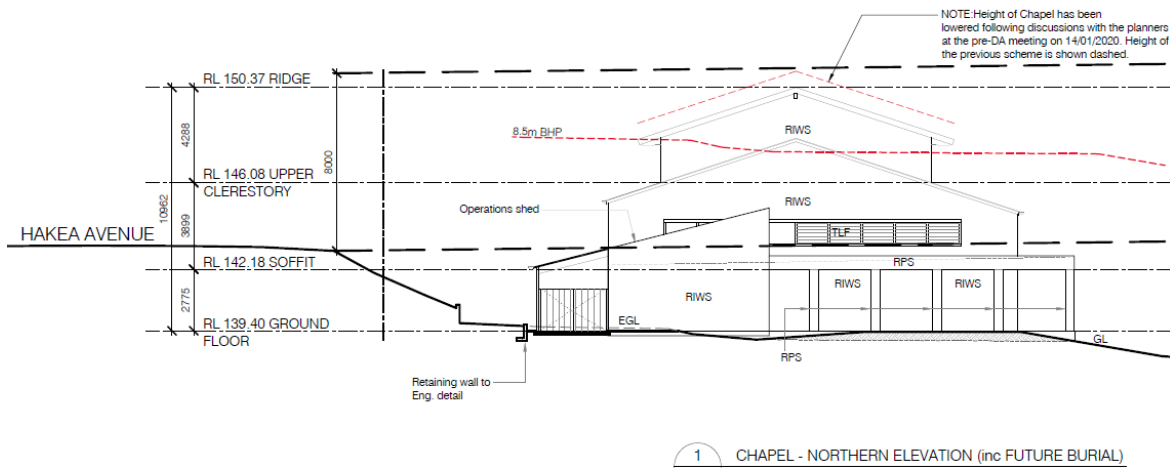 NOTE:Height of Chapel has been
lowered following discussions with the planners
at the pre-DA meeting on 14/01/2020. Height of
the previous scheme is shown dashed.
RL 150.37 RIDGE
8.5m BHP
RIWS
4288
8000
RL 146.08 UPPER
CLERESTORY
10962
3899
Operations shed
RIWS
HAKEA AVENUE
TLF
RL 142.18 SOFFIT
RPS
2775
RIWS
RIWS
RIWS
EGL
RL 139.40 GROUND
FLOOR
GL
RPS
Retaining wall to
Eng. detail
1 CHAPEL - NORTHERN ELEVATION (inc FUTURE BURIAL)